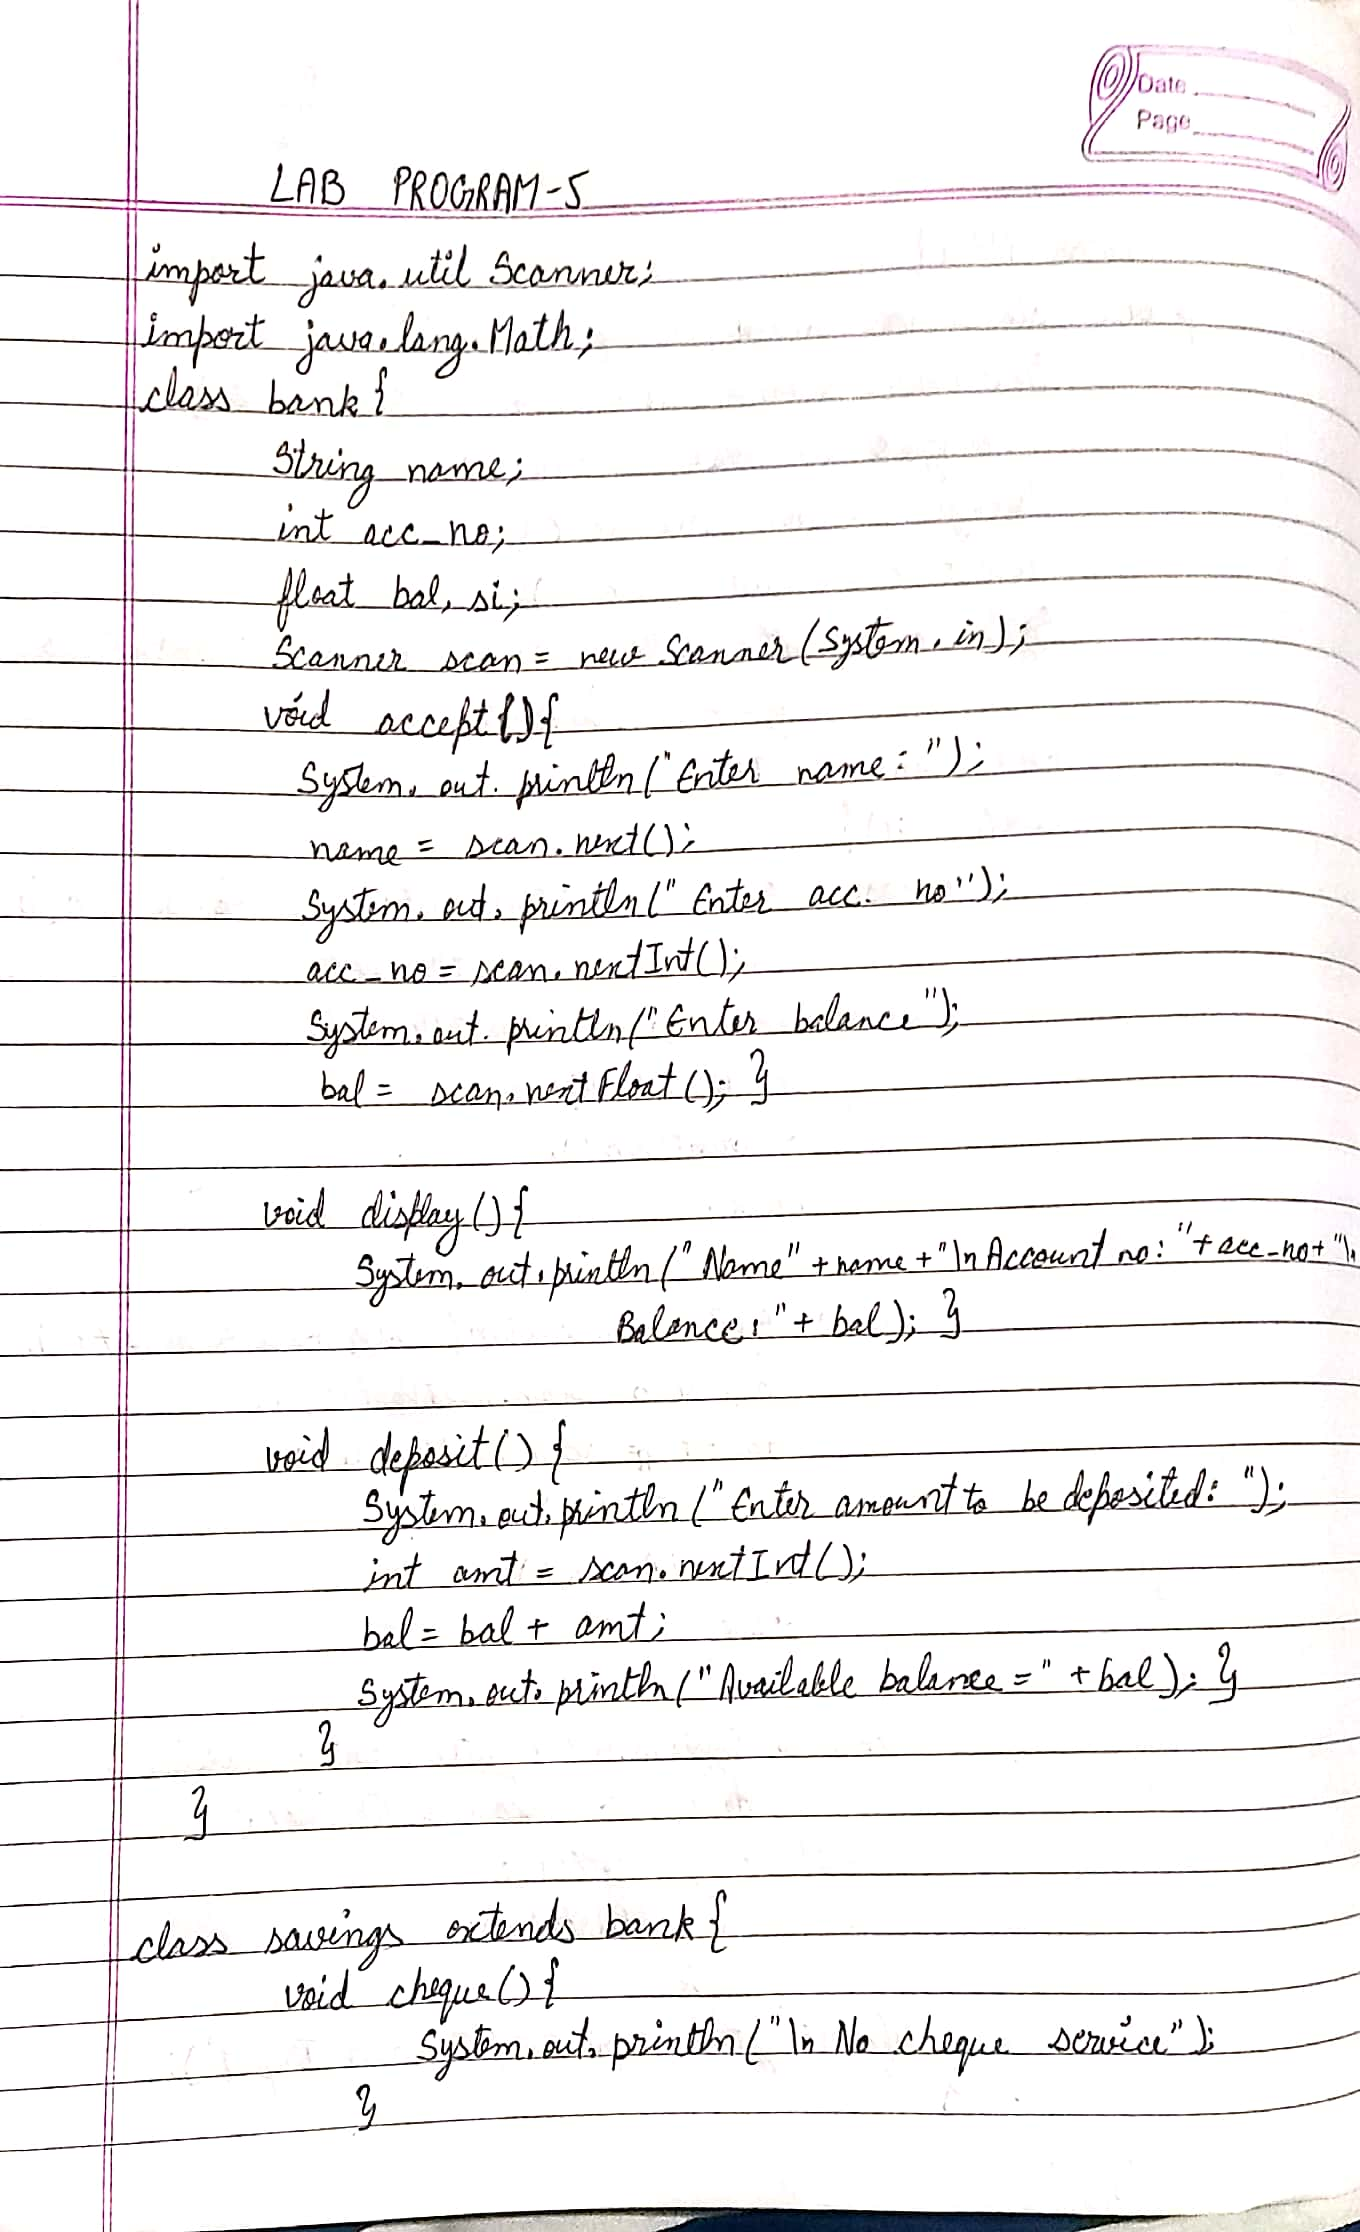 Date
Page
LAB PROGRAM-5
import java.util Scanner;
import java.lang.Math;
class bank{
String name;
int acc_no;
float bal, si;
Scanner scan = new Scanner(System.in);
void accept(){
System.out.println("Enter name: ");
name = scan.next();
System.out.println("Enter acc. no");
acc_no = scan.nextInt();
System.out.println("Enter balance");
bal = scan.nextFloat(); }
void display(){
System.out.println("Name"+name+"\n Account no: "+acc_no+"\n
Balance: "+ bal); }
void deposit(){
System.out.println("Enter amount to be deposited: ");
int amt = scan.nextInt();
bal = bal + amt;
System.out.println("Available balance =" + bal); }
}
}
class savings extends bank{
void cheque(){
System.out.println("\n No cheque service");
}